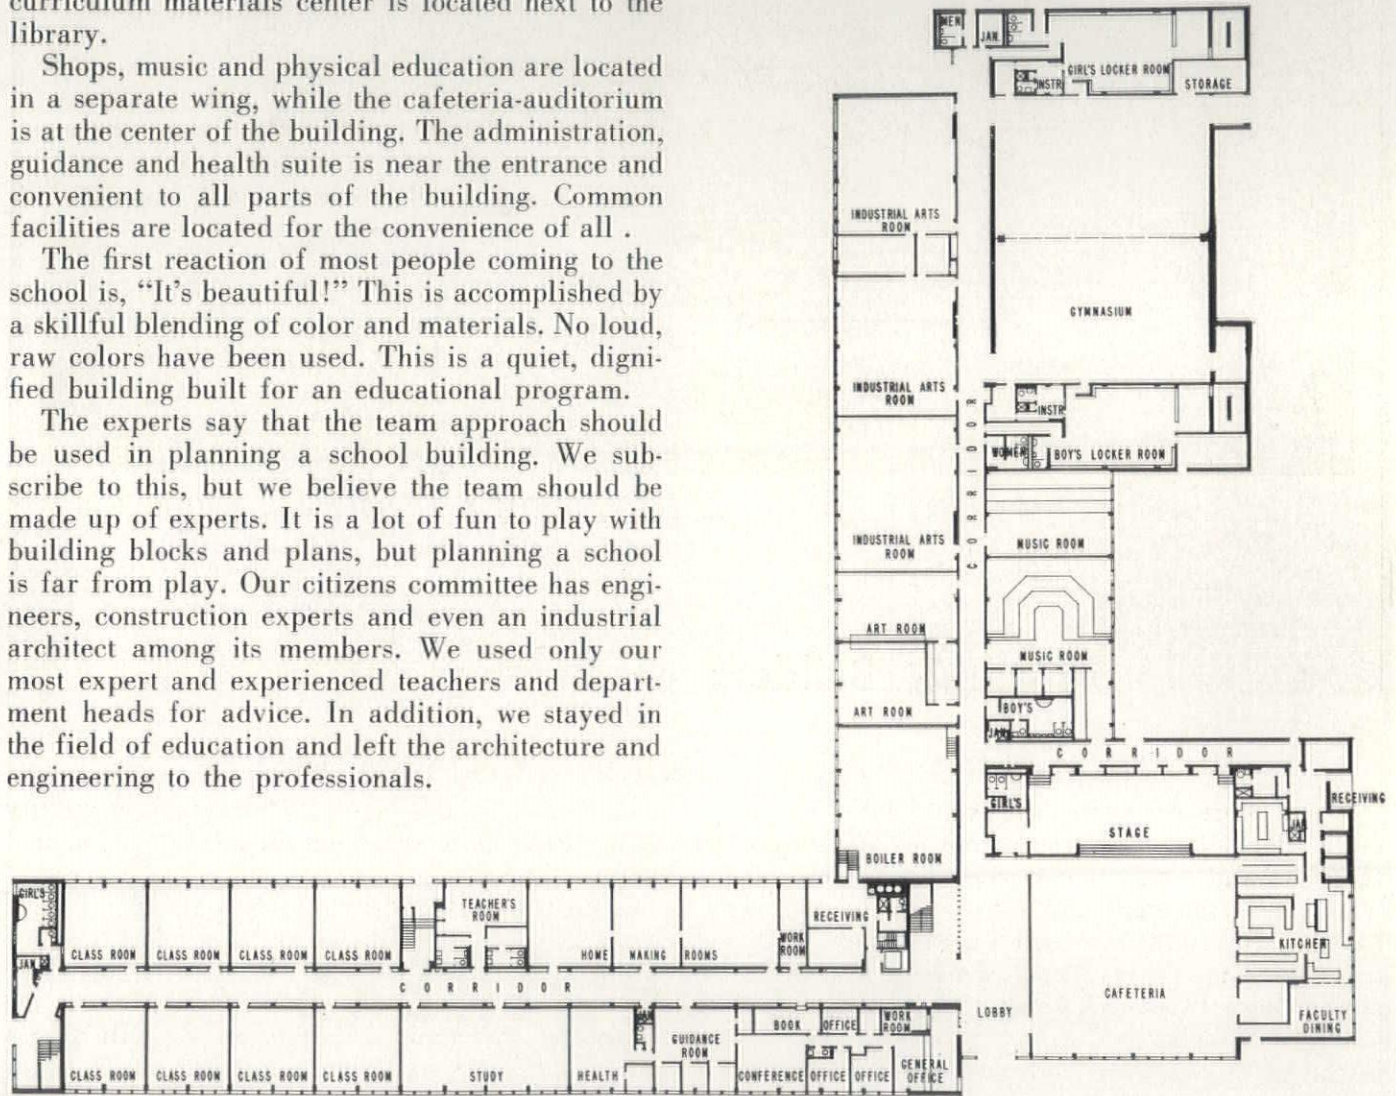 curriculum materials center is located next to the
library.
Shops, music and physical education are located
in a separate wing, while the cafeteria-auditorium
is at the center of the building. The administration,
guidance and health suite is near the entrance and
convenient to all parts of the building. Common
facilities are located for the convenience of all .
The first reaction of most people coming to the
school is, “It’s beautiful!” This is accomplished by
a skillful blending of color and materials. No loud,
raw colors have been used. This is a quiet, digni-
fied building built for an educational program.
The experts say that the team approach should
be used in planning a school building. We sub-
scribe to this, but we believe the team should be
made up of experts. It is a lot of fun to play with
building blocks and plans, but planning a school
is far from play. Our citizens committee has engi-
neers, construction experts and even an industrial
architect among its members. We used only our
most expert and experienced teachers and depart-
ment heads for advice. In addition, we stayed in
the field of education and left the architecture and
engineering to the professionals.
MEN
JAN.
GIRL'S LOCKER ROOM
INSTR.
STORAGE
INDUSTRIAL ARTS
ROOM
GYMNASIUM
INDUSTRIAL ARTS
ROOM
INSTR.
WOMEN
BOY'S LOCKER ROOM
CORRIDOR
INDUSTRIAL ARTS
ROOM
MUSIC ROOM
ART ROOM
MUSIC ROOM
ART ROOM
BOY'S
JAN.
CORRIDOR
GIRL'S
RECEIVING
STAGE
JAN.
BOILER ROOM
GIRL'S
TEACHER'S
ROOM
RECEIVING
CLASS ROOM
CLASS ROOM
CLASS ROOM
CLASS ROOM
HOME MAKING ROOMS
WORK
ROOM
KITCHEN
JAN.
CORRIDOR
CAFETERIA
LOBBY
FACULTY
DINING
JAN
BOOK
OFFICE
WORK
ROOM
GUIDANCE
ROOM
GENERAL
OFFICE
CLASS ROOM
CLASS ROOM
CLASS ROOM
CLASS ROOM
STUDY
HEALTH
CONFERENCE
OFFICE
OFFICE